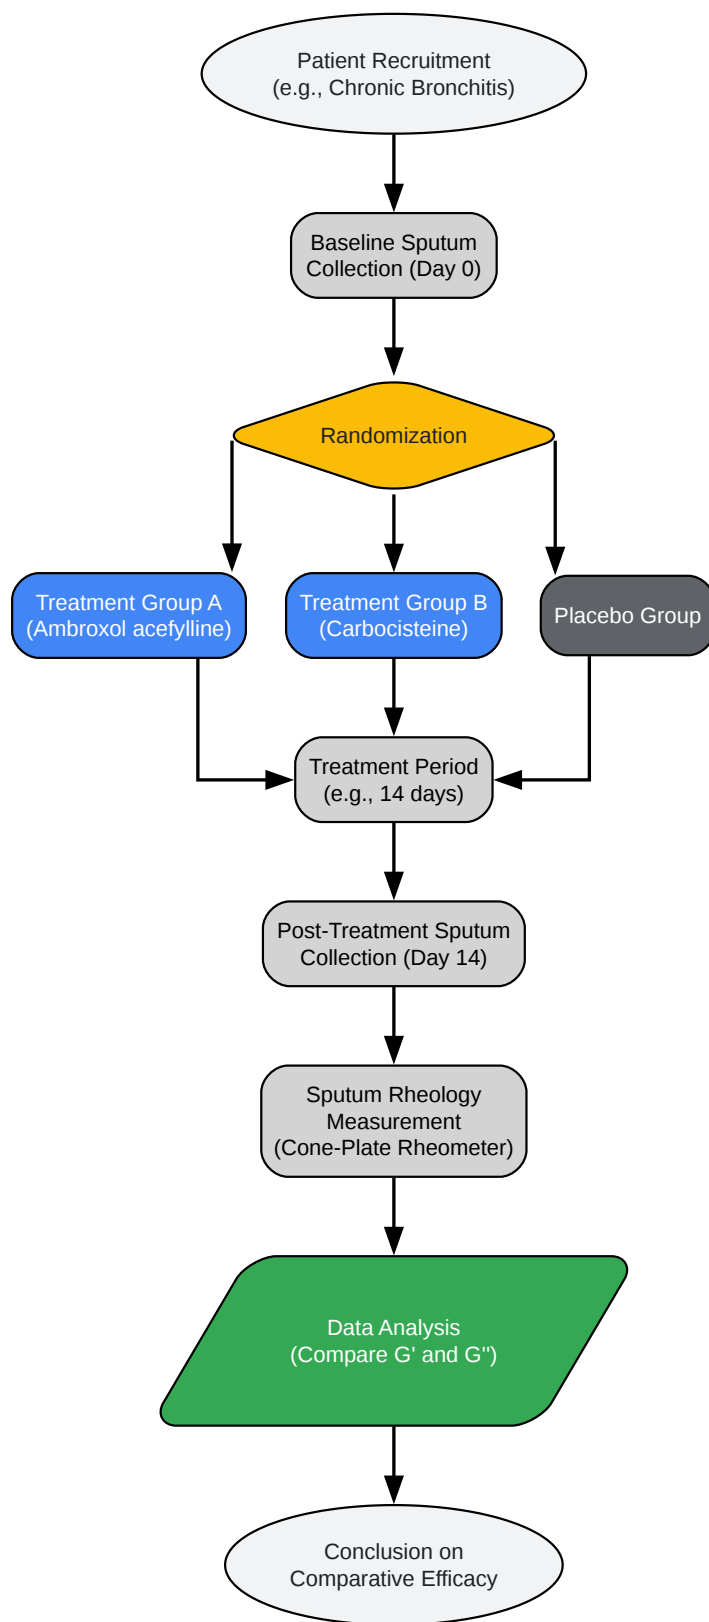 Patient Recruitment
(e.g., Chronic Bronchitis)
Baseline Sputum
Collection (Day 0)
Randomization
Treatment Group A
(Ambroxol acefylline)
Treatment Group B
(Carbocisteine)
Placebo Group
Treatment Period
(e.g., 14 days)
Post-Treatment Sputum
Collection (Day 14)
Sputum Rheology
Measurement
(Cone-Plate Rheometer)
Data Analysis
(Compare G' and G'')
Conclusion on
Comparative Efficacy